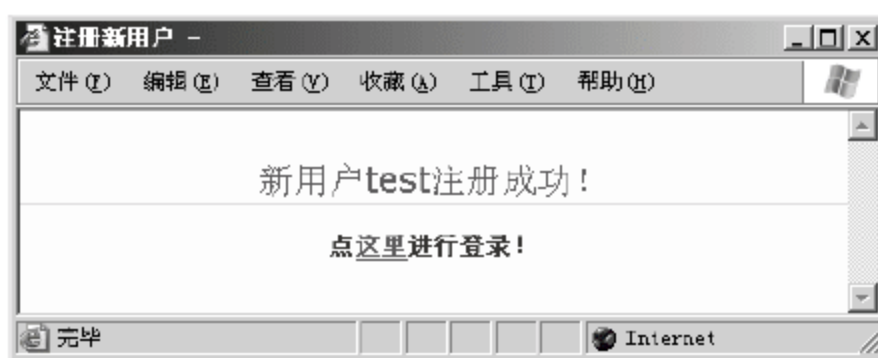 注册新用户 -
文件(F) 编辑(E) 查看(V) 收藏(A) 工具(T) 帮助(H)
新用户test注册成功!
点这里进行登录!
完毕 Internet